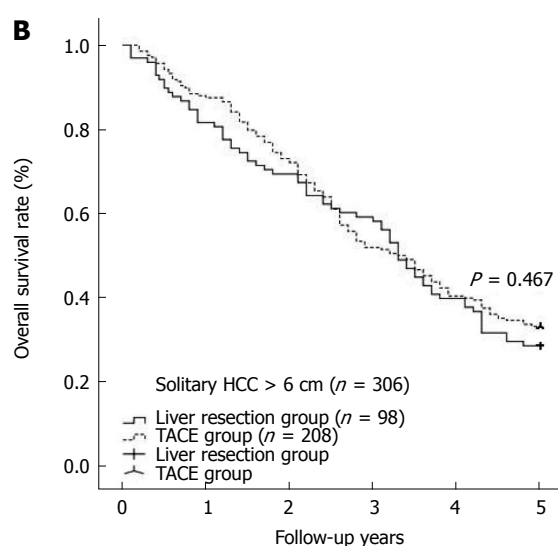 B
1.0
0.8
0.6
0.4
0.2
0.0
Overall survival rate (%)
P = 0.467
Solitary HCC > 6 cm (n = 306)
Liver resection group (n = 98)
TACE group (n = 208)
Liver resection group
TACE group
0 1 2 3 4 5
Follow-up years